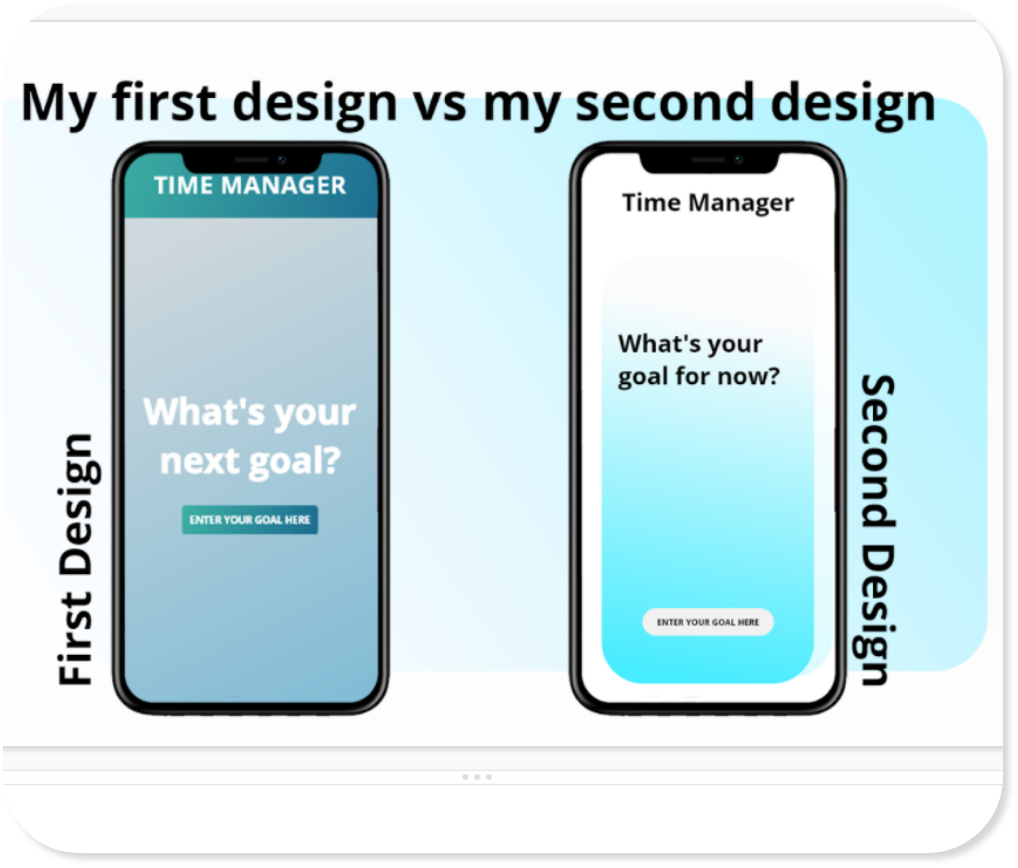 My first design vs my second design
First Design
TIME MANAGER
What's your
next goal?
ENTER YOUR GOAL HERE
Time Manager
What's your
goal for now?
ENTER YOUR GOAL HERE
Second Design